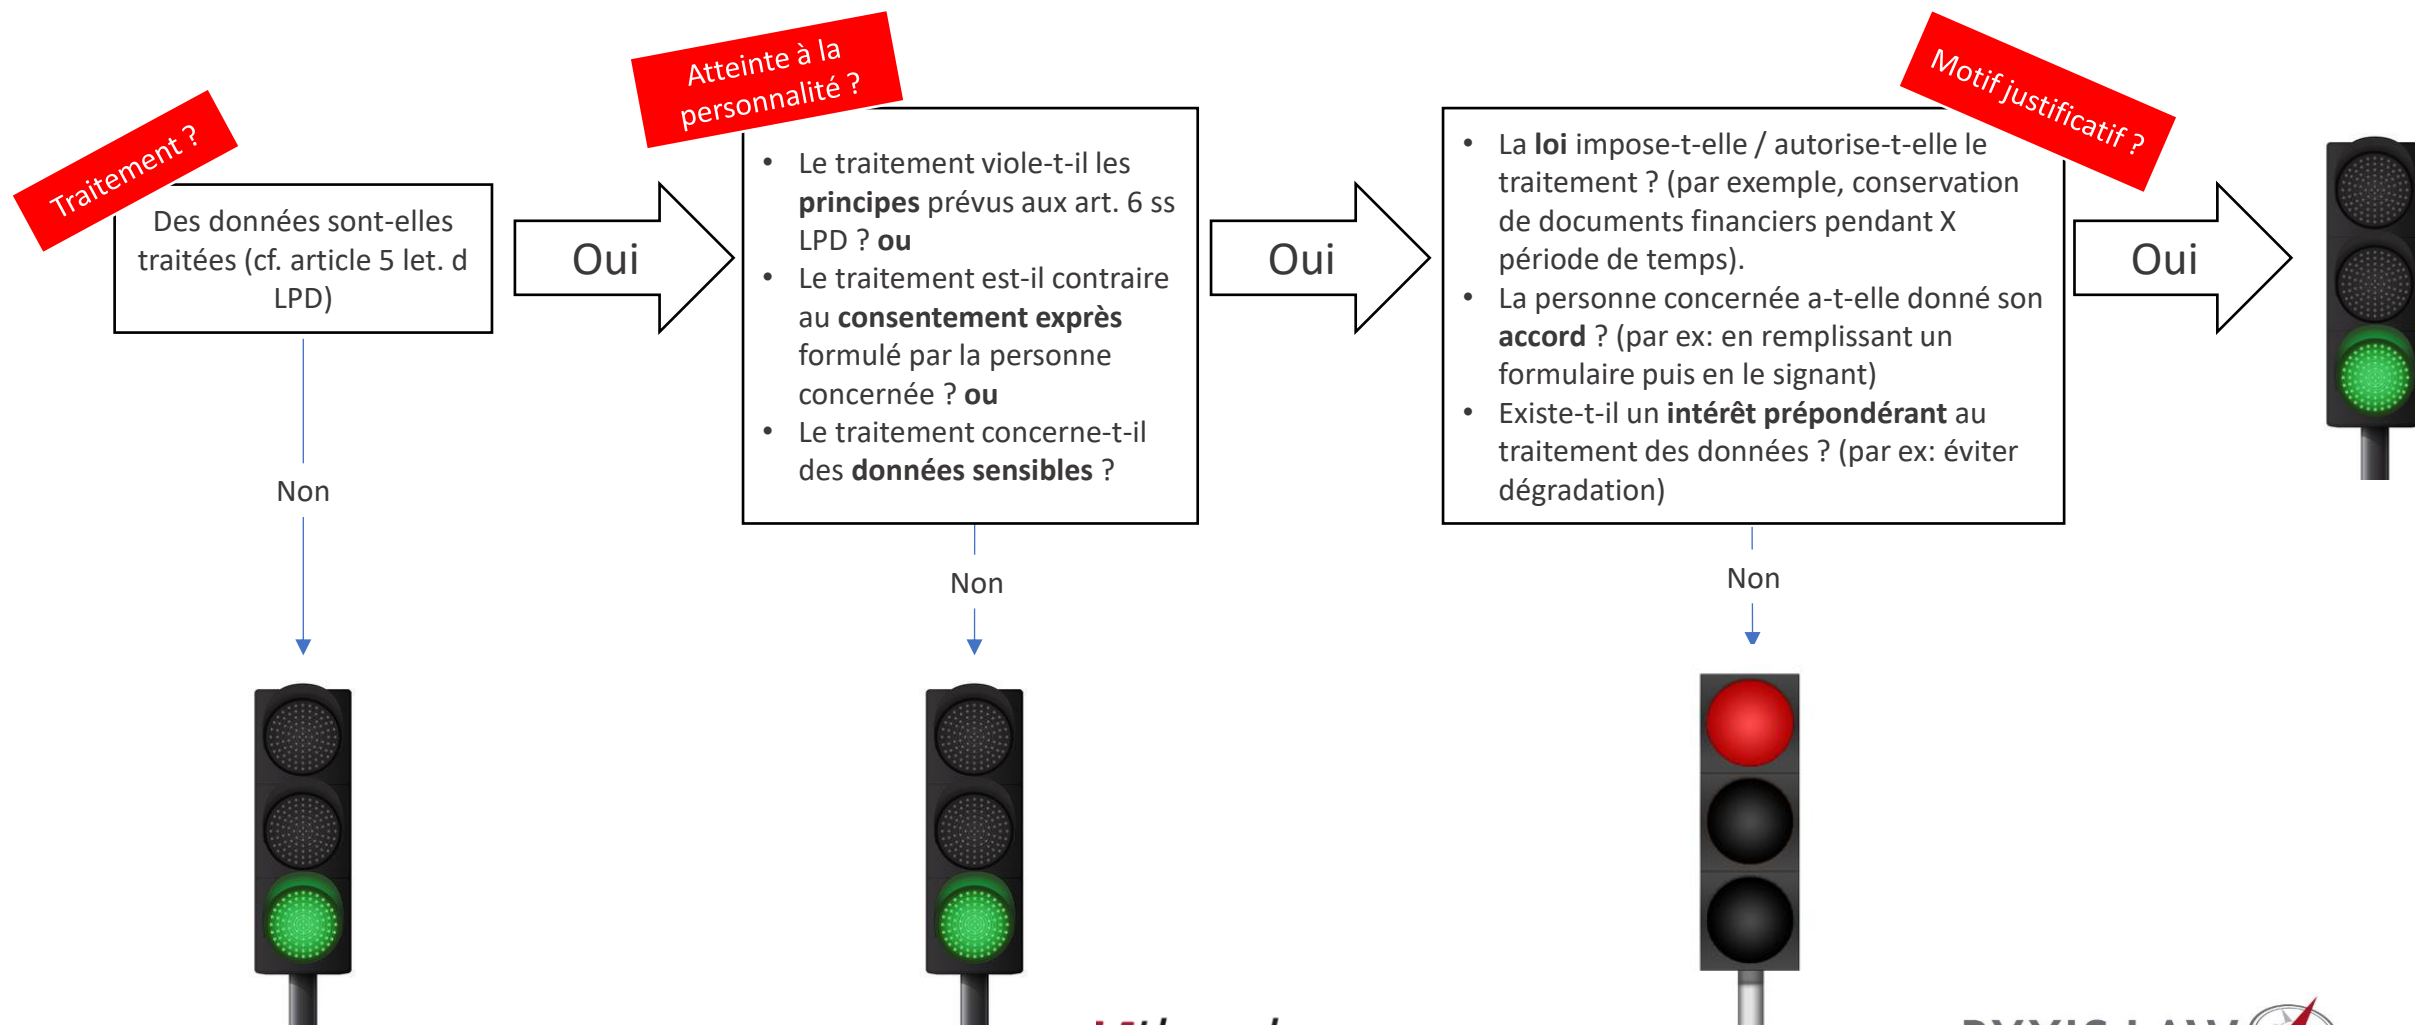 Traitement ?
Des données sont-elles
traitées (cf. article 5 let. d
LPD)
Non
Oui
Atteinte à la
personnalité ?
• Le traitement viole-t-il les
principes prévus aux art. 6 ss
LPD ? ou
• Le traitement est-il contraire
au consentement exprès
formulé par la personne
concernée ? ou
• Le traitement concerne-t-il
des données sensibles ?
Non
Oui
Motif justificatif ?
• La loi impose-t-elle / autorise-t-elle le
traitement ? (par exemple, conservation
de documents financiers pendant X
période de temps).
• La personne concernée a-t-elle donné son
accord ? (par ex: en remplissant un
formulaire puis en le signant)
• Existe-t-il un intérêt prépondérant au
traitement des données ? (par ex: éviter
dégradation)
Non
Oui
PYXIS LAW